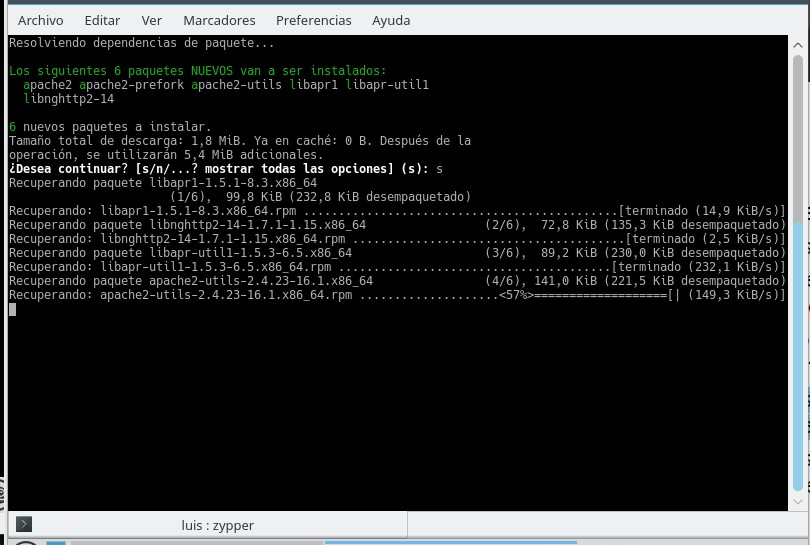 Archivo Editar Ver Marcadores Preferencias Ayuda
Resolviendo dependencias de paquete...
Los siguientes 6 paquetes NUEVOS van a ser instalados:
apache2 apache2-prefork apache2-utils libapr1 libapr-util1
libnghttp2-14
6 nuevos paquetes a instalar.
Tamaño total de descarga: 1,8 MiB. Ya en caché: 0 B. Después de la
operación, se utilizarán 5,4 MiB adicionales.
¿Desea continuar? [s/n/...? mostrar todas las opciones] (s): s
Recuperando paquete libapr1-1.5.1-8.3.x86_64
(1/6), 99,8 KiB (232,8 KiB desempaquetado)
Recuperando: libapr1-1.5.1-8.3.x86_64.rpm .............................................[terminado (14,9 KiB/s)]
Recuperando paquete libnghttp2-14-1.7.1-1.15.x86_64 (2/6), 72,8 KiB (135,3 KiB desempaquetado)
Recuperando: libnghttp2-14-1.7.1-1.15.x86_64.rpm .......................................[terminado (2,5 KiB/s)]
Recuperando paquete libapr-util1-1.5.3-6.5.x86_64 (3/6), 89,2 KiB (230,0 KiB desempaquetado)
Recuperando: libapr-util1-1.5.3-6.5.x86_64.rpm .......................................[terminado (232,1 KiB/s)]
Recuperando paquete apache2-utils-2.4.23-16.1.x86_64 (4/6), 141,0 KiB (221,5 KiB desempaquetado)
Recuperando: apache2-utils-2.4.23-16.1.x86_64.rpm ....................<57%>===================[| (149,3 KiB/s)]
luis : zypper